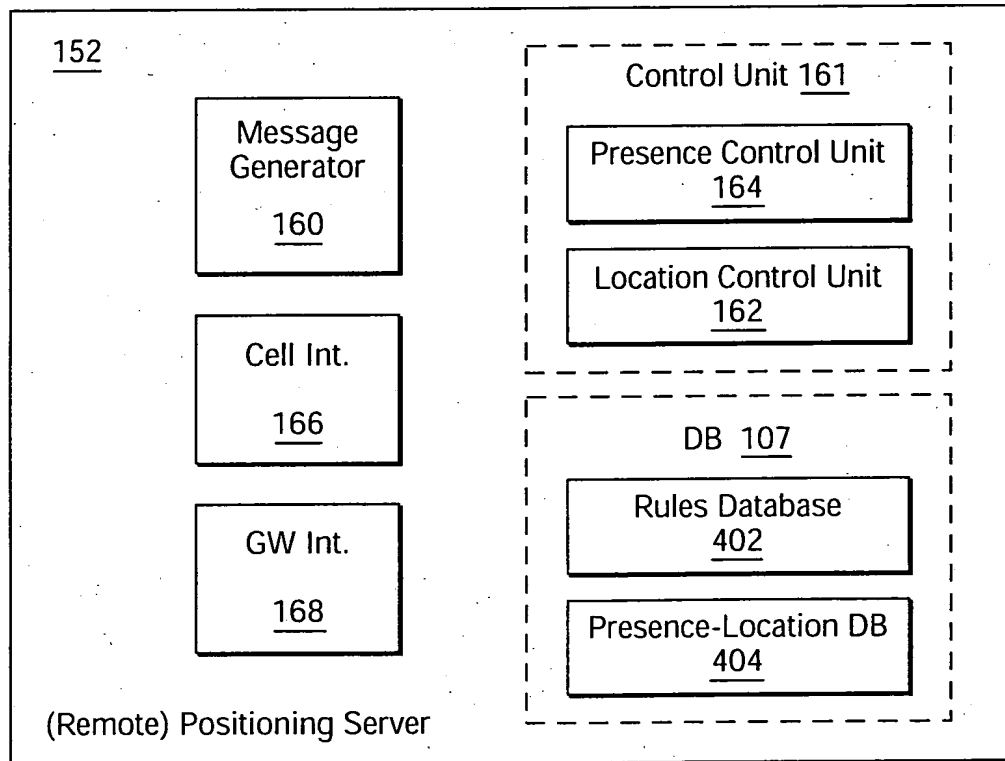 152
Message
Generator
160
Cell Int.
166
GW Int.
168
Control Unit 161
Presence Control Unit
164
Location Control Unit
162
DB 107
Rules Database
402
Presence-Location DB
404
(Remote) Positioning Server